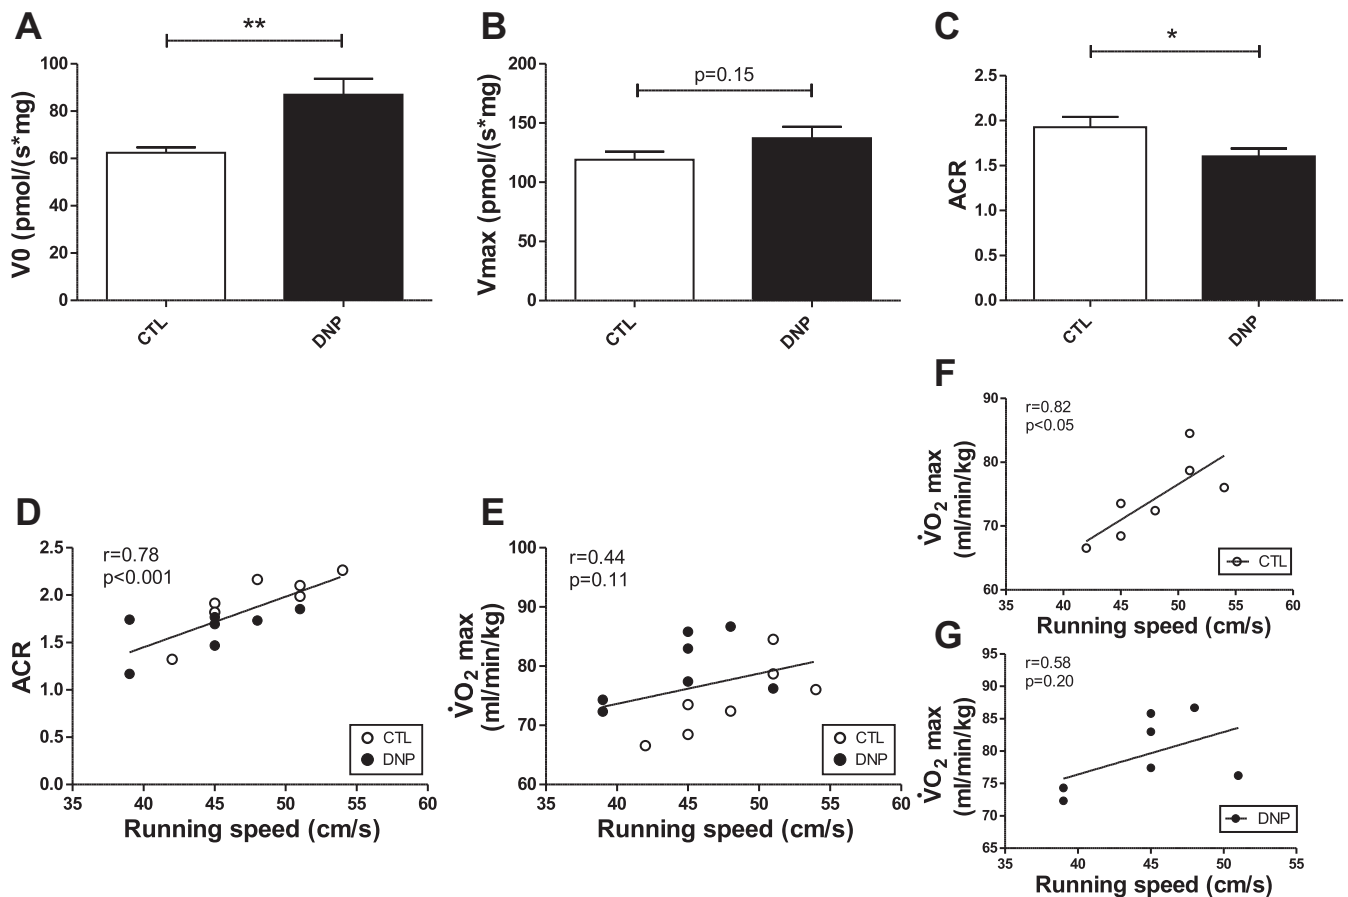 A
**
V0 (pmol/(s*mg)
100
80
60
40
20
0
CTL
DNP
B
p=0.15
Vmax (pmol/(s*mg)
200
150
100
50
0
CTL
DNP
C
*
ACR
2.5
2.0
1.5
1.0
0.5
0.0
CTL
DNP
D
r=0.78
p<0.001
ACR
2.5
2.0
1.5
1.0
0.5
0.0
CTL
DNP
35 40 45 50 55 60
Running speed (cm/s)
E
r=0.44
p=0.11
V̇O2 max
(ml/min/kg)
100
90
80
70
60
CTL
DNP
35 40 45 50 55 60
Running speed (cm/s)
F
r=0.82
p<0.05
V̇O2 max
(ml/min/kg)
90
80
70
60
CTL
35 40 45 50 55 60
Running speed (cm/s)
G
r=0.58
p=0.20
V̇O2 max
(ml/min/kg)
95
90
85
80
75
70
65
DNP
35 40 45 50 55
Running speed (cm/s)